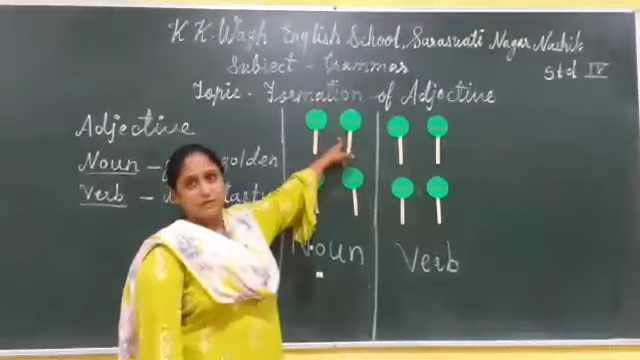 K. K. Wagh English School, Saraswati Nagar, Nashik
Subject - Grammar
Std IV
Topic - Formation of Adjective
Adjective
Noun - golden
Verb -
Noun
Verb